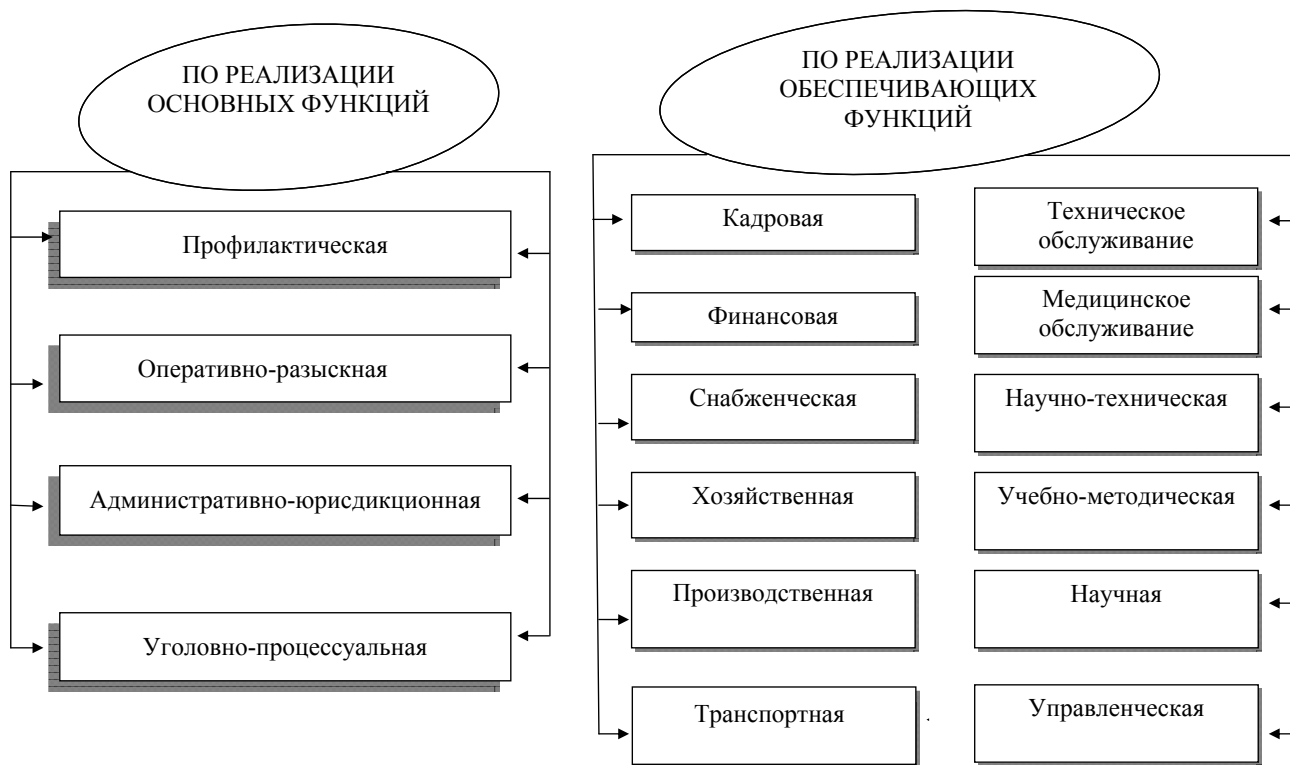 ПО РЕАЛИЗАЦИИ
ОСНОВНЫХ ФУНКЦИЙ
Профилактическая
Оперативно-разыскная
Административно-юрисдикционная
Уголовно-процессуальная
ПО РЕАЛИЗАЦИИ
ОБЕСПЕЧИВАЮЩИХ
ФУНКЦИЙ
Кадровая
Финансовая
Снабженческая
Хозяйственная
Производственная
Транспортная
Техническое
обслуживание
Медицинское
обслуживание
Научно-техническая
Учебно-методическая
Научная
Управленческая